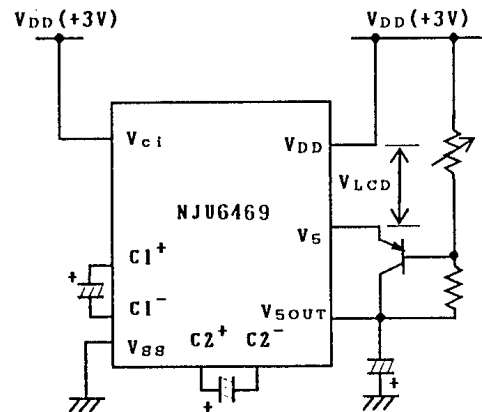 VDD(+3V)
VDD(+3V)
Vci
VDD
VLCD
NJU6469
V5
C1+
+
C1-
V5OUT
VSS
C2+
C2-
+
+